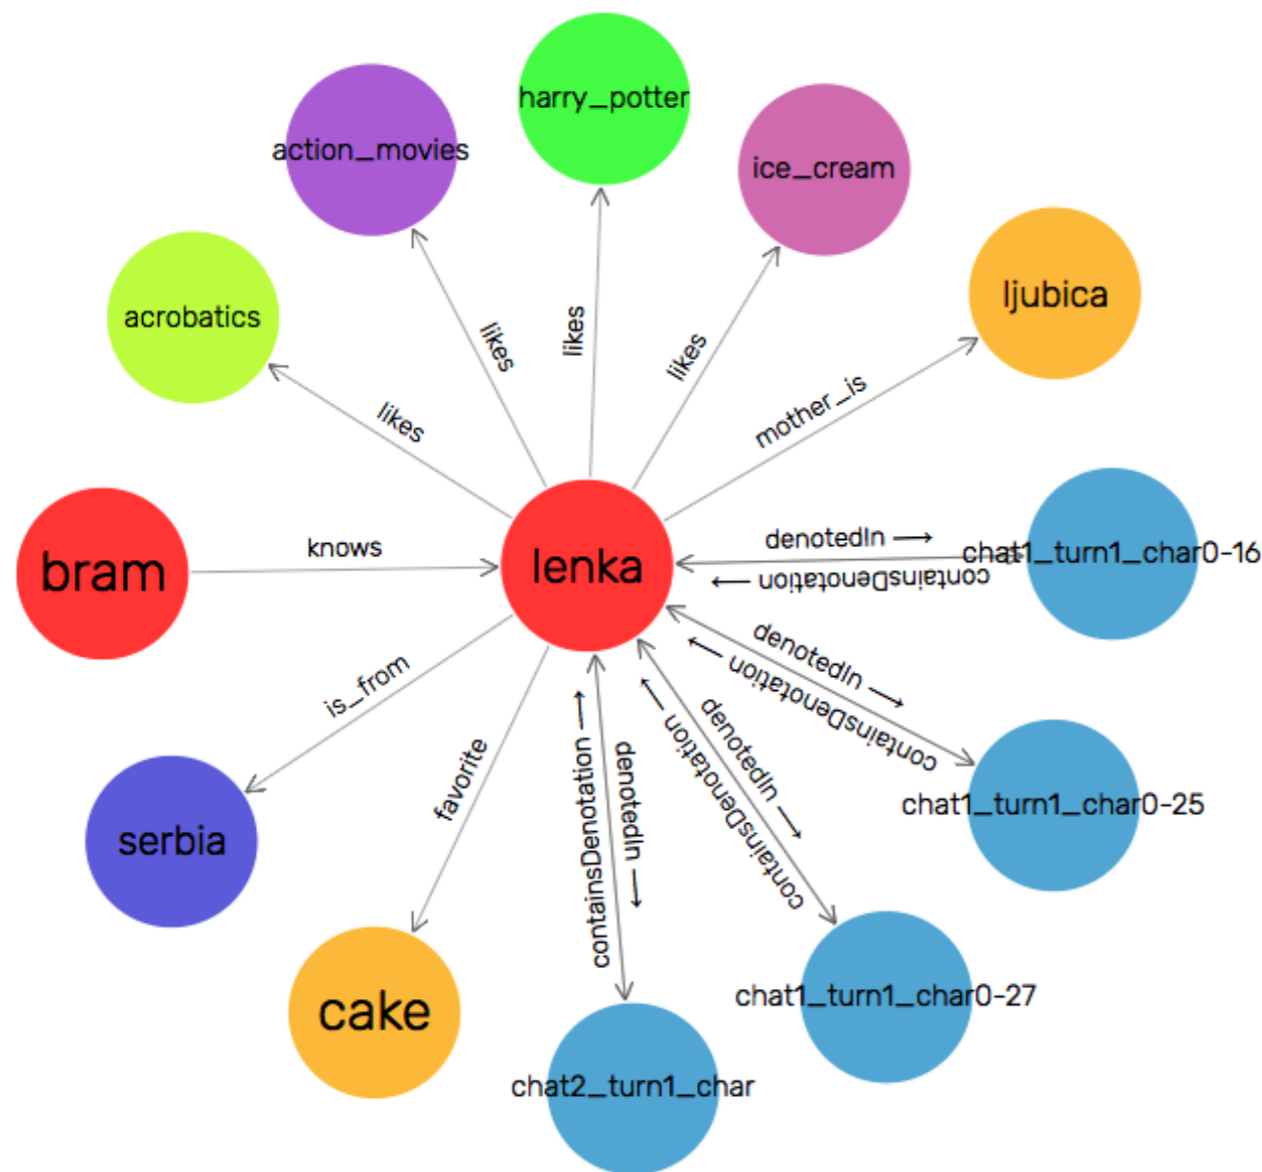 harry_potter
action_movies
ice_cream
ljubica
acrobatics
likes
likes
likes
likes
mother_is
bram
knows
lenka
denotedIn ⟶
containsDenotation ⟶
chat1_turn1_char0-16
is_from
favorite
denotedIn ⟶
containsDenotation ⟶
chat1_turn1_char0-25
denotedIn ⟶
containsDenotation ⟶
chat1_turn1_char0-27
containsDenotation ⟶
denotedIn ⟶
serbia
cake
chat2_turn1_char